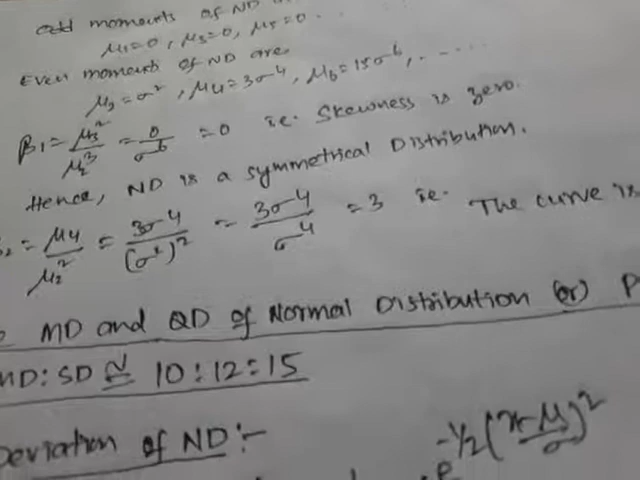 odd moments of ND
μ1=0, μ3=0, μ5=0.
Even moments of ND are
μ2=σ², μ4=3σ⁴, μ6=15σ⁶, .....
β1 = μ3²/μ2³ = 0/σ⁶ = 0 ie. Skewness is zero.
Hence, ND is a symmetrical Distribution.
2 = μ4/μ2² = 3σ⁴/(σ²)² = 3σ⁴/σ⁴ = 3 ie. The curve is
MD and QD of Normal Distribution (or) P
MD:SD ≅ 10:12:15
Deviation of ND:-
e -1/2(x-μ/σ)²